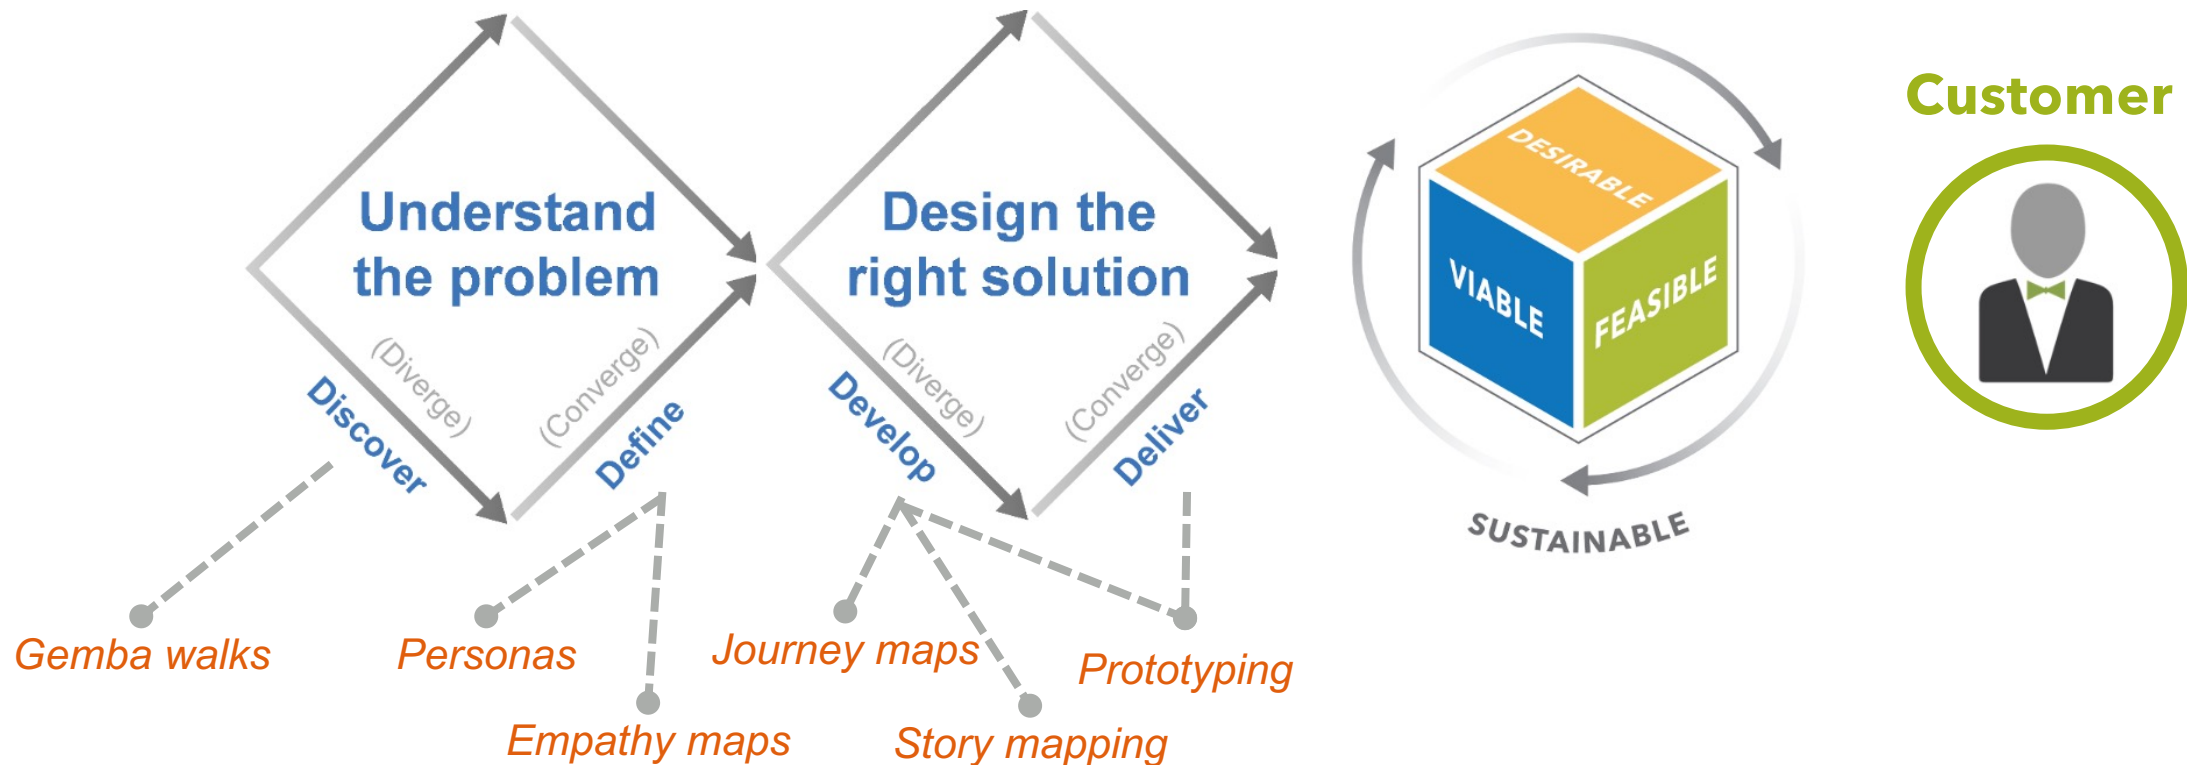 Understand
the problem
(Diverge)
(Converge)
Discover
Define
Design the
right solution
(Diverge)
(Converge)
Develop
Deliver
Gemba walks
Personas
Empathy maps
Journey maps
Story mapping
Prototyping
DESIRABLE
VIABLE
FEASIBLE
SUSTAINABLE
Customer